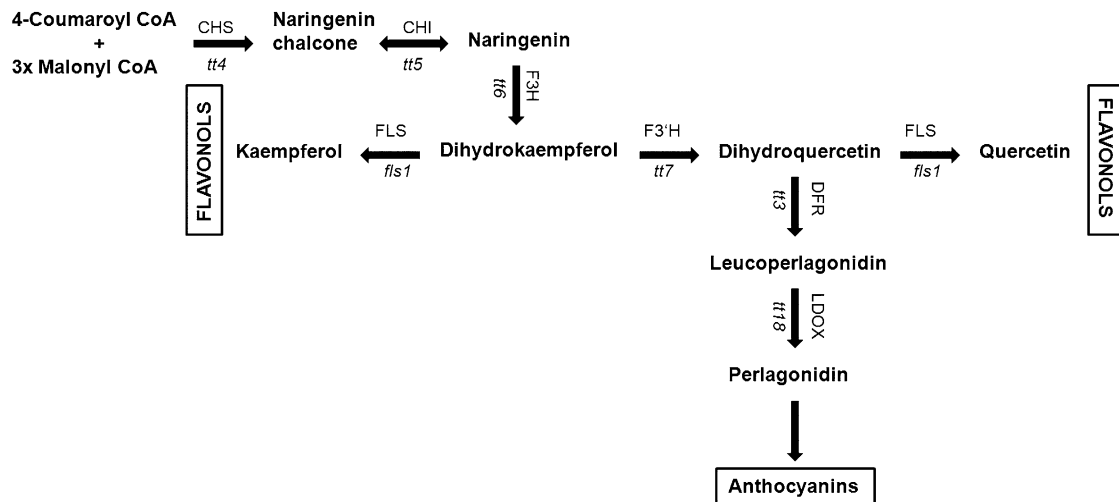 4-Coumaroyl CoA
+
3x Malonyl CoA
CHS
tt4
Naringenin
chalcone
CHI
tt5
Naringenin
F3H
tt6
FLAVONOLS
Kaempferol
FLS
fls1
Dihydrokaempferol
F3'H
tt7
Dihydroquercetin
FLS
fls1
Quercetin
FLAVONOLS
DFR
tt3
Leucoperlagonidin
LDOX
tt18
Perlagonidin
Anthocyanins